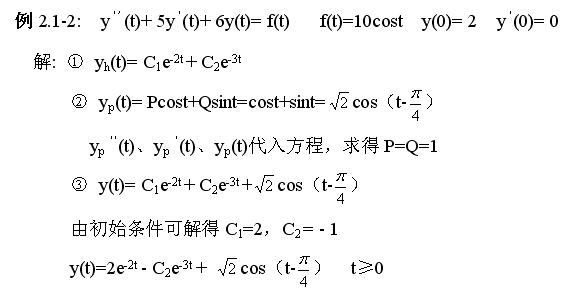 例 2.1-2: y''(t)+ 5y'(t)+ 6y(t)= f(t) f(t)=10cost y(0)= 2 y'(0)= 0
解: ① yh(t)= C1e-2t + C2e-3t
② yp(t)= Pcost+Qsint=cost+sint= √2 cos（t-π/4）
yp''(t)、yp'(t)、yp(t)代入方程，求得 P=Q=1
③ y(t)= C1e-2t + C2e-3t+√2 cos（t-π/4）
由初始条件可解得 C1=2， C2= - 1
y(t)=2e-2t - C2e-3t + √2 cos（t-π/4） t≥0